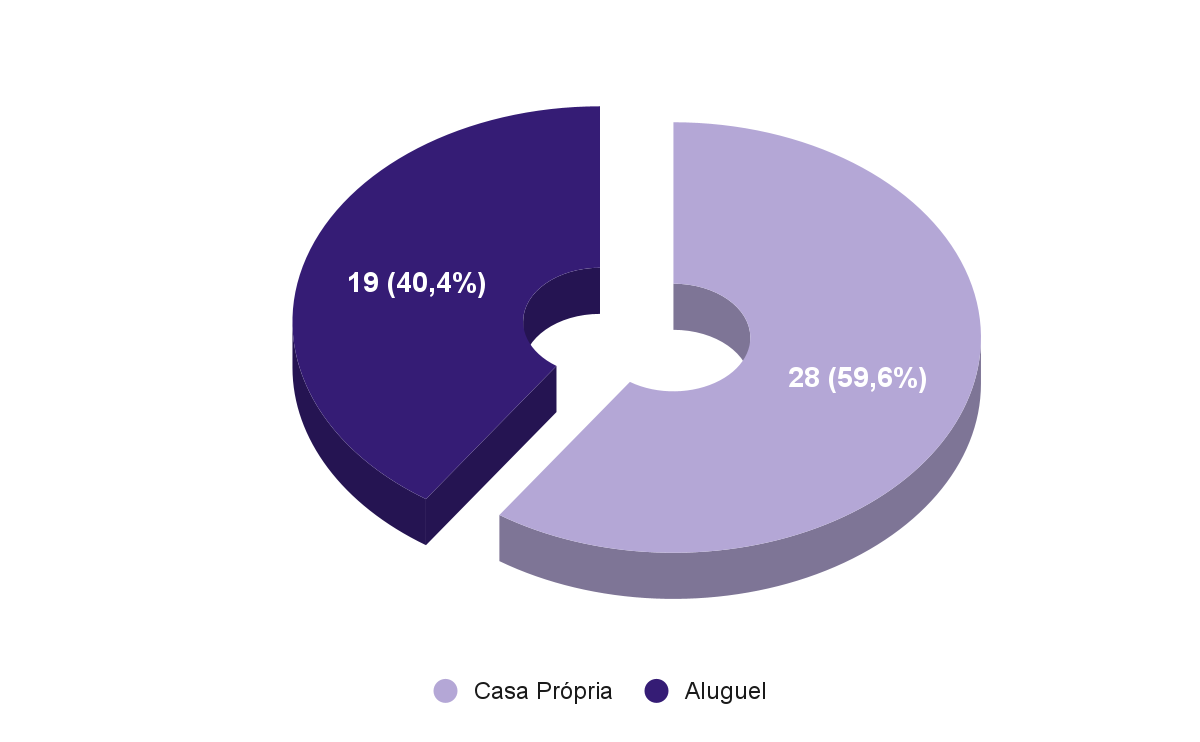 19 (40,4%)
28 (59,6%)
Casa Própria
Aluguel